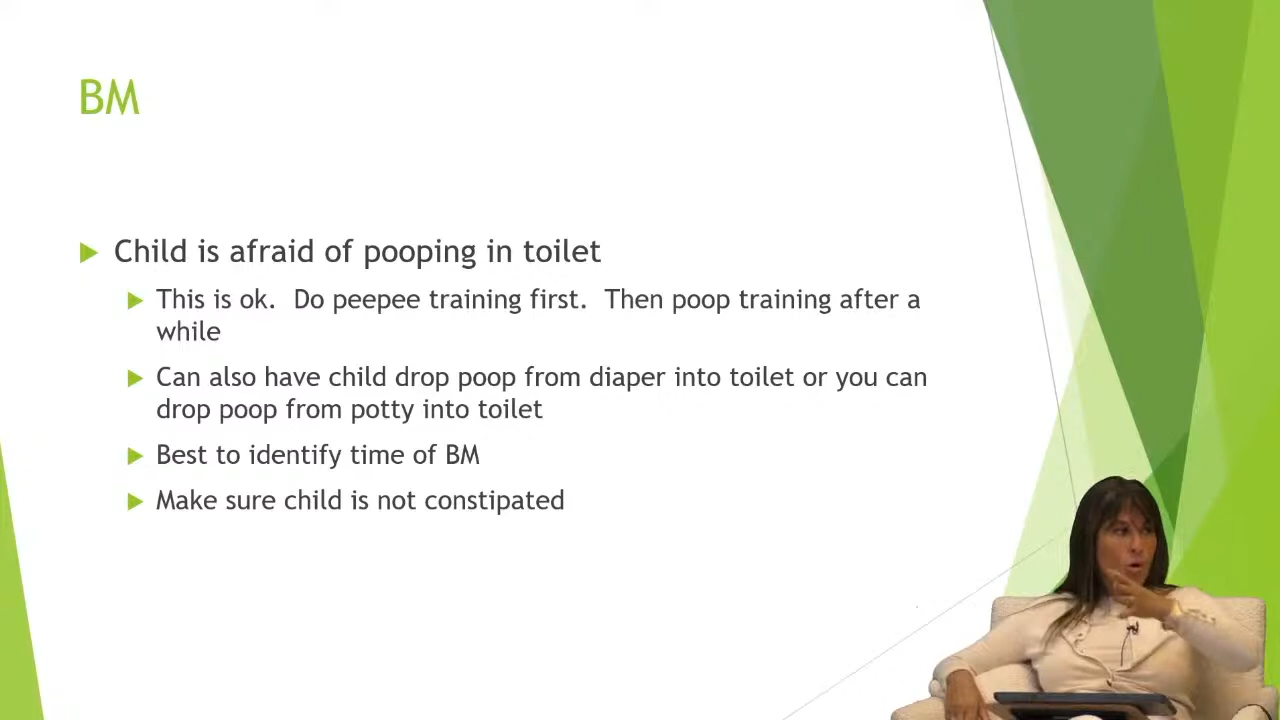 BM
Child is afraid of pooping in toilet
This is ok.  Do peepee training first.  Then poop training after a
while
Can also have child drop poop from diaper into toilet or you can
drop poop from potty into toilet
Best to identify time of BM
Make sure child is not constipated